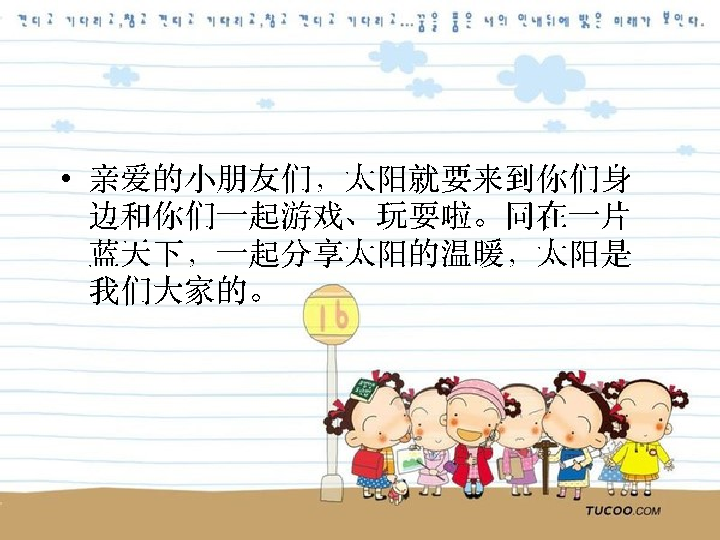 견디고 기다리고,참고 견디고 기다리고,참고 견디고 기다리고...꿈을 품은 너의 인내뒤에 밝은 미래가 보인다.
• 亲爱的小朋友们，太阳就要来到你们身
边和你们一起游戏、玩耍啦。同在一片
蓝天下，一起分享太阳的温暖，太阳是
我们大家的。
16
TUCOO.COM